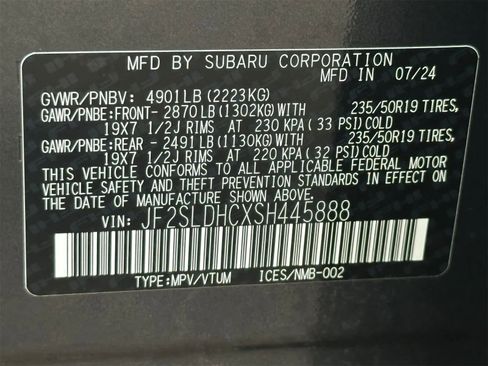 MFD BY SUBARU CORPORATION
MFD IN 07/24
GVWR/PNBV: 4901LB (2223KG)
GAWR/PNBE:FRONT- 2870LB (1302KG)WITH 235/50R19 TIRES,
19X7 1/2J RIMS AT 230 KPA ( 33 PSI)COLD
GAWR/PNBE:REAR - 2491LB (1130KG)WITH 235/50R19 TIRES,
19X7 1/2J RIMS AT 220 KPA ( 32 PSI)COLD
THIS VEHICLE CONFORMS TO ALL APPLICABLE FEDERAL MOTOR
VEHICLE SAFETY AND THEFT PREVENTION STANDARDS IN EFFECT ON
THE DATE OF MANUFACTURE SHOWN ABOVE.
VIN: JF2SLDHCXSH445888
TYPE:MPV/VTUM ICES/NMB-002